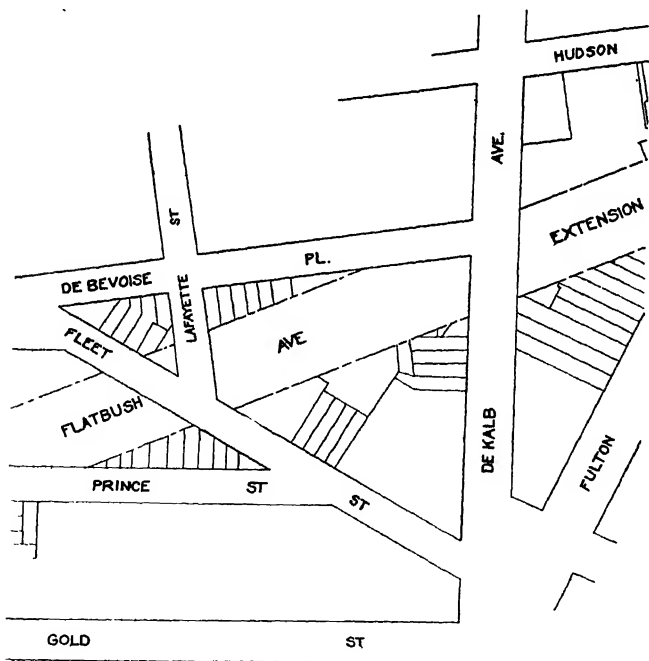 HUDSON
AVE.
EXTENSION
ST
PL.
DE BEVOISE
LAFAYETTE
FLEET
AVE
FLATBUSH
DE KALB
FULTON
PRINCE ST
ST
GOLD ST